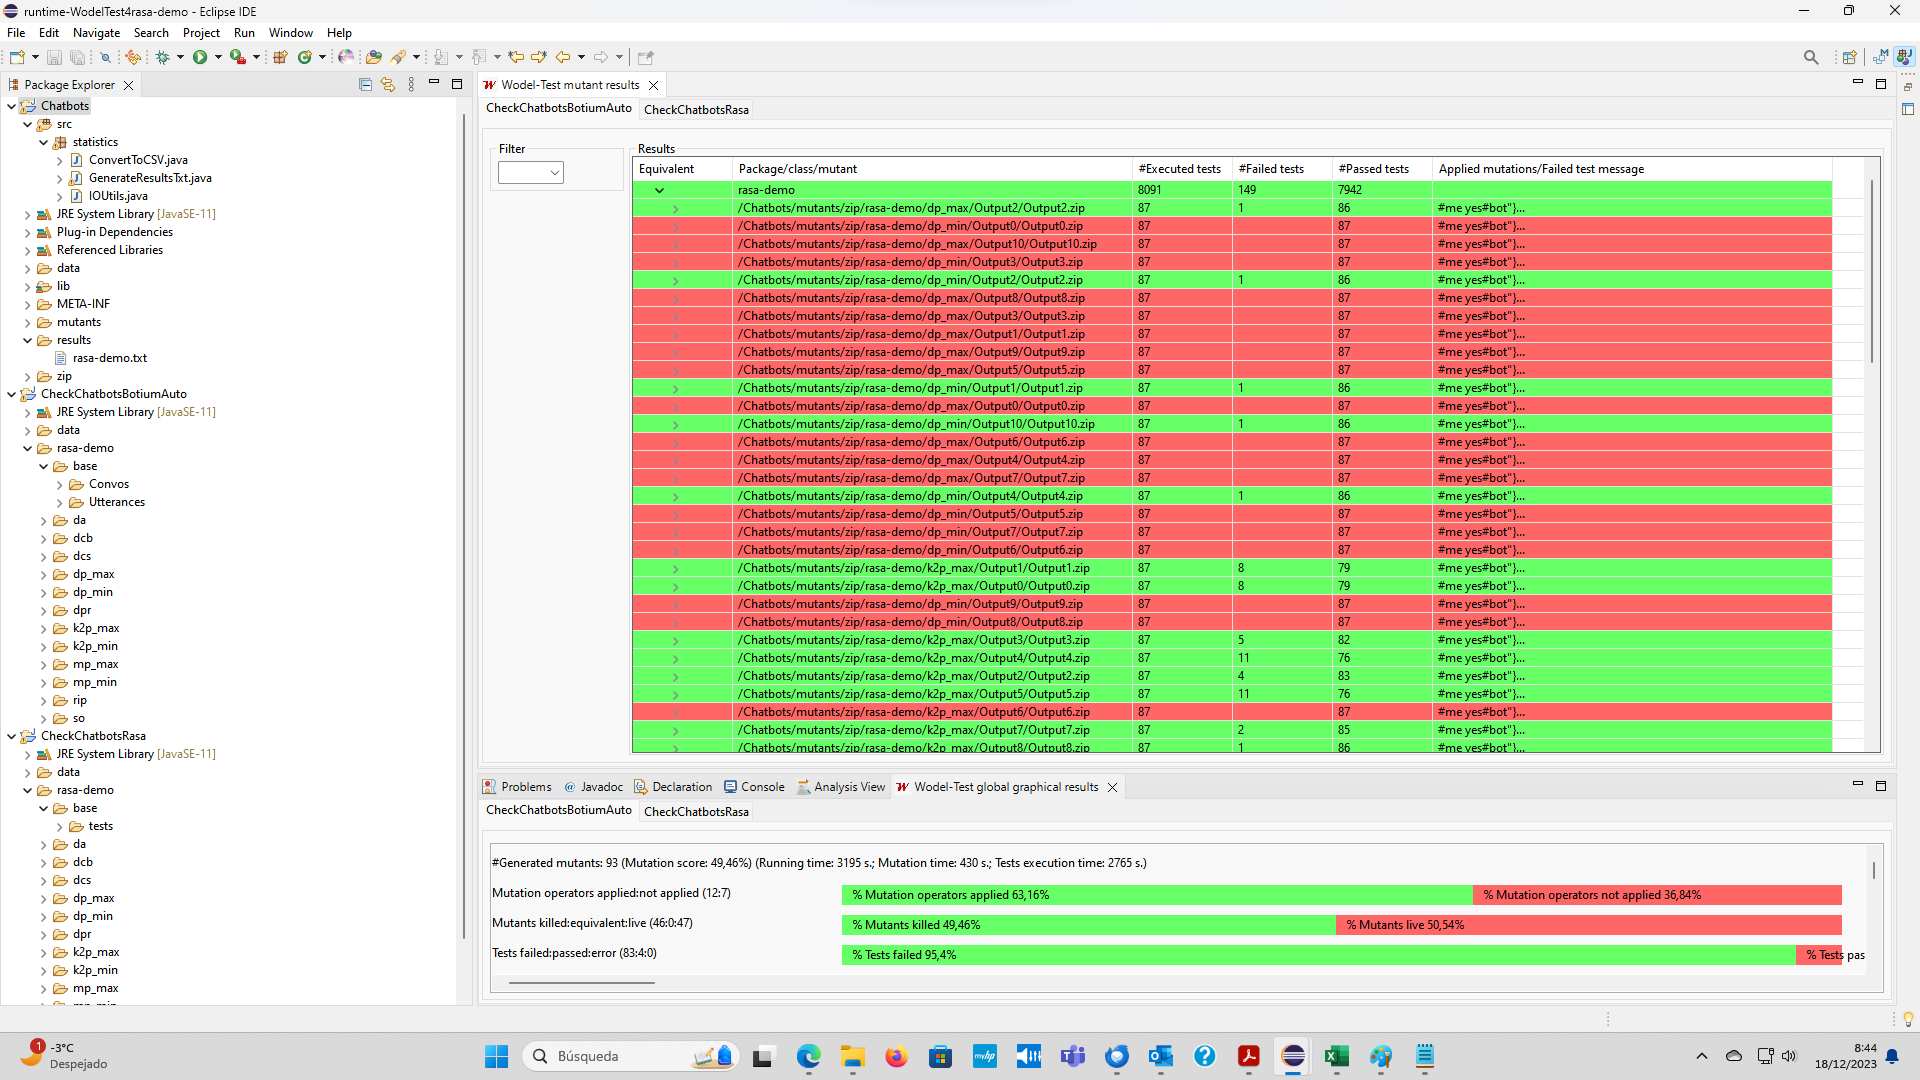 runtime-WodelTest4rasa-demo - Eclipse IDE
File Edit Navigate Search Project Run Window Help
Package Explorer
Chatbots
src
statistics
ConvertToCSV.java
GenerateResultsTxt.java
IOUtils.java
JRE System Library [JavaSE-11]
Plug-in Dependencies
Referenced Libraries
data
lib
META-INF
mutants
results
rasa-demo.txt
zip
CheckChatbotsBotiumAuto
JRE System Library [JavaSE-11]
data
rasa-demo
base
Convos
Utterances
da
dcb
dcs
dp_max
dp_min
dpr
k2p_max
k2p_min
mp_max
mp_min
rip
so
CheckChatbotsRasa
JRE System Library [JavaSE-11]
data
rasa-demo
base
tests
da
dcb
dcs
dp_max
dp_min
dpr
k2p_max
k2p_min
mp_max
Wodel-Test mutant results
CheckChatbotsBotiumAuto CheckChatbotsRasa
Filter
Results
Equivalent Package/class/mutant #Executed tests #Failed tests #Passed tests Applied mutations/Failed test message
rasa-demo 8091 149 7942
/Chatbots/mutants/zip/rasa-demo/dp_max/Output2/Output2.zip 87 1 86 #me yes#bot"}...
/Chatbots/mutants/zip/rasa-demo/dp_min/Output0/Output0.zip 87 87 #me yes#bot"}...
/Chatbots/mutants/zip/rasa-demo/dp_max/Output10/Output10.zip 87 87 #me yes#bot"}...
/Chatbots/mutants/zip/rasa-demo/dp_min/Output3/Output3.zip 87 87 #me yes#bot"}...
/Chatbots/mutants/zip/rasa-demo/dp_min/Output2/Output2.zip 87 1 86 #me yes#bot"}...
/Chatbots/mutants/zip/rasa-demo/dp_max/Output8/Output8.zip 87 87 #me yes#bot"}...
/Chatbots/mutants/zip/rasa-demo/dp_max/Output3/Output3.zip 87 87 #me yes#bot"}...
/Chatbots/mutants/zip/rasa-demo/dp_max/Output1/Output1.zip 87 87 #me yes#bot"}...
/Chatbots/mutants/zip/rasa-demo/dp_max/Output9/Output9.zip 87 87 #me yes#bot"}...
/Chatbots/mutants/zip/rasa-demo/dp_max/Output5/Output5.zip 87 87 #me yes#bot"}...
/Chatbots/mutants/zip/rasa-demo/dp_min/Output1/Output1.zip 87 1 86 #me yes#bot"}...
/Chatbots/mutants/zip/rasa-demo/dp_max/Output0/Output0.zip 87 87 #me yes#bot"}...
/Chatbots/mutants/zip/rasa-demo/dp_min/Output10/Output10.zip 87 1 86 #me yes#bot"}...
/Chatbots/mutants/zip/rasa-demo/dp_max/Output6/Output6.zip 87 87 #me yes#bot"}...
/Chatbots/mutants/zip/rasa-demo/dp_max/Output4/Output4.zip 87 87 #me yes#bot"}...
/Chatbots/mutants/zip/rasa-demo/dp_max/Output7/Output7.zip 87 87 #me yes#bot"}...
/Chatbots/mutants/zip/rasa-demo/dp_min/Output4/Output4.zip 87 1 86 #me yes#bot"}...
/Chatbots/mutants/zip/rasa-demo/dp_min/Output5/Output5.zip 87 87 #me yes#bot"}...
/Chatbots/mutants/zip/rasa-demo/dp_min/Output7/Output7.zip 87 87 #me yes#bot"}...
/Chatbots/mutants/zip/rasa-demo/dp_min/Output6/Output6.zip 87 87 #me yes#bot"}...
/Chatbots/mutants/zip/rasa-demo/k2p_max/Output1/Output1.zip 87 8 79 #me yes#bot"}...
/Chatbots/mutants/zip/rasa-demo/k2p_max/Output0/Output0.zip 87 8 79 #me yes#bot"}...
/Chatbots/mutants/zip/rasa-demo/dp_min/Output9/Output9.zip 87 87 #me yes#bot"}...
/Chatbots/mutants/zip/rasa-demo/dp_min/Output8/Output8.zip 87 87 #me yes#bot"}...
/Chatbots/mutants/zip/rasa-demo/k2p_max/Output3/Output3.zip 87 5 82 #me yes#bot"}...
/Chatbots/mutants/zip/rasa-demo/k2p_max/Output4/Output4.zip 87 11 76 #me yes#bot"}...
/Chatbots/mutants/zip/rasa-demo/k2p_max/Output2/Output2.zip 87 4 83 #me yes#bot"}...
/Chatbots/mutants/zip/rasa-demo/k2p_max/Output5/Output5.zip 87 11 76 #me yes#bot"}...
/Chatbots/mutants/zip/rasa-demo/k2p_max/Output6/Output6.zip 87 87 #me yes#bot"}...
/Chatbots/mutants/zip/rasa-demo/k2p_max/Output7/Output7.zip 87 2 85 #me yes#bot"}...
/Chatbots/mutants/zip/rasa-demo/k2p_max/Output8/Output8.zip 87 1 86 #me yes#bot"}...
Problems @ Javadoc Declaration Console Analysis View Wodel-Test global graphical results
CheckChatbotsBotiumAuto CheckChatbotsRasa
#Generated mutants: 93 (Mutation score: 49,46%) (Running time: 3195 s.; Mutation time: 430 s.; Tests execution time: 2765 s.)
Mutation operators applied:not applied (12:7) % Mutation operators applied 63,16% % Mutation operators not applied 36,84%
Mutants killed:equivalent:live (46:0:47) % Mutants killed 49,46% % Mutants live 50,54%
Tests failed:passed:error (83:4:0) % Tests failed 95,4% % Tests pas
1
-3°C
Despejado
Búsqueda
myhp
8:44
18/12/2023